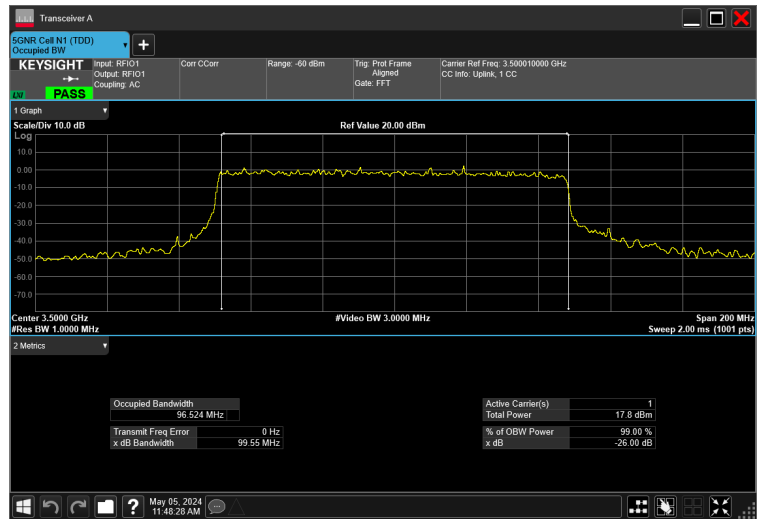 Transceiver A
5GNR Cell N1 (TDD)
Occupied BW
KEYSIGHT
LXI
PASS
Input: RFIO1
Output: RFIO1
Coupling: AC
Corr CCorr
Range: -60 dBm
Trig: Prot Frame
Aligned
Gate: FFT
Carrier Ref Freq: 3.500010000 GHz
CC Info: Uplink, 1 CC
1 Graph
Scale/Div 10.0 dB
Ref Value 20.00 dBm
Log
10.0
0.00
-10.0
-20.0
-30.0
-40.0
-50.0
-60.0
-70.0
Center 3.5000 GHz
#Video BW 3.0000 MHz
Span 200 MHz
#Res BW 1.0000 MHz
Sweep 2.00 ms (1001 pts)
2 Metrics
Occupied Bandwidth
96.524 MHz
Transmit Freq Error 0 Hz
x dB Bandwidth 99.55 MHz
Active Carrier(s) 1
Total Power 17.8 dBm
% of OBW Power 99.00 %
x dB -26.00 dB
?
May 05, 2024
11:48:28 AM